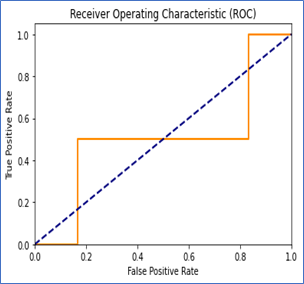 Receiver Operating Characteristic (ROC)
1.0
0.8
0.6
0.4
0.2
0.0
True Positive Rate
0.0 0.2 0.4 0.6 0.8 1.0
False Positive Rate